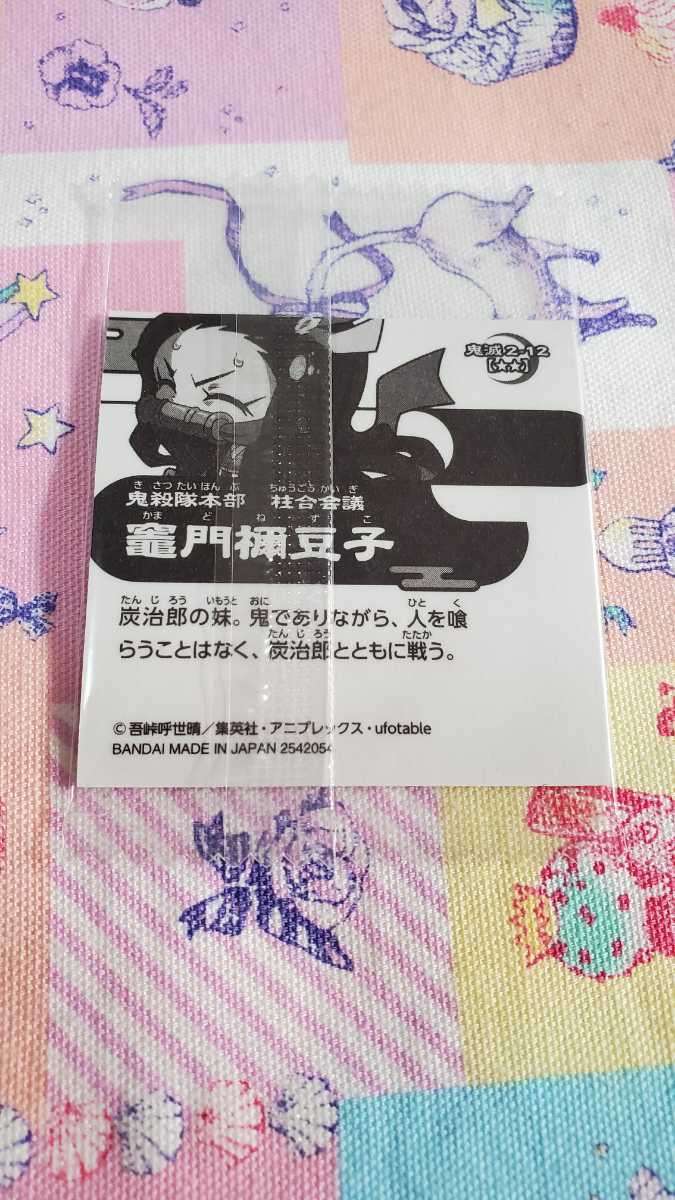 鬼滅 2-12
[★★]
きさつたいほんぶ ちゅうごうかいぎ
鬼殺隊本部 柱合会議
かまどねずこ
竈門禰豆子
たんじろう いもうと おに ひと く
炭治郎の妹。鬼でありながら、人を喰
たんじろう たたか
らうことはなく、炭治郎とともに戦う。
©吾峠呼世晴／集英社・アニプレックス・ufotable
BANDAI MADE IN JAPAN 2542054